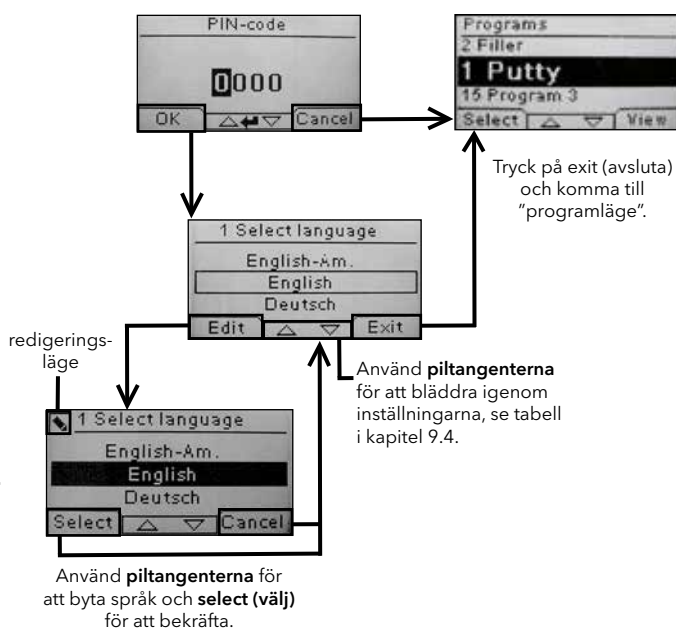 PIN-code
0000
OK
Cancel
Programs
2 Filler
1 Putty
15 Program 3
Select
View
Tryck på exit (avsluta)
och komma till
”programläge”.
1 Select language
English-Am.
English
Deutsch
Edit
Exit
redigerings-
läge
Använd piltangenterna
för att bläddra igenom
inställningarna, se tabell
i kapitel 9.4.
1 Select language
English-Am.
English
Deutsch
Select
Cancel
Använd piltangenterna för
att byta språk och select (välj)
för att bekräfta.